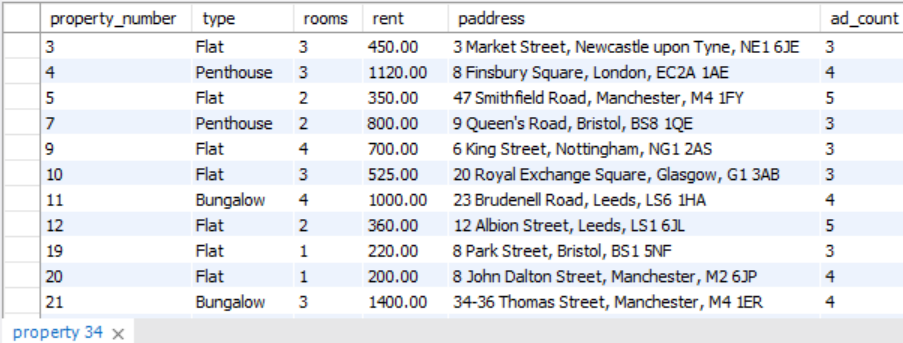 property_number type rooms rent paddress ad_count
3 Flat 3 450.00 3 Market Street, Newcastle upon Tyne, NE1 6JE 3
4 Penthouse 3 1120.00 8 Finsbury Square, London, EC2A 1AE 4
5 Flat 2 350.00 47 Smithfield Road, Manchester, M4 1FY 5
7 Penthouse 2 800.00 9 Queen's Road, Bristol, BS8 1QE 3
9 Flat 4 700.00 6 King Street, Nottingham, NG1 2AS 3
10 Flat 3 525.00 20 Royal Exchange Square, Glasgow, G1 3AB 3
11 Bungalow 4 1000.00 23 Brudenell Road, Leeds, LS6 1HA 4
12 Flat 2 360.00 12 Albion Street, Leeds, LS1 6JL 5
19 Flat 1 220.00 8 Park Street, Bristol, BS1 5NF 3
20 Flat 1 200.00 8 John Dalton Street, Manchester, M2 6JP 4
21 Bungalow 3 1400.00 34-36 Thomas Street, Manchester, M4 1ER 4
property 34 ×